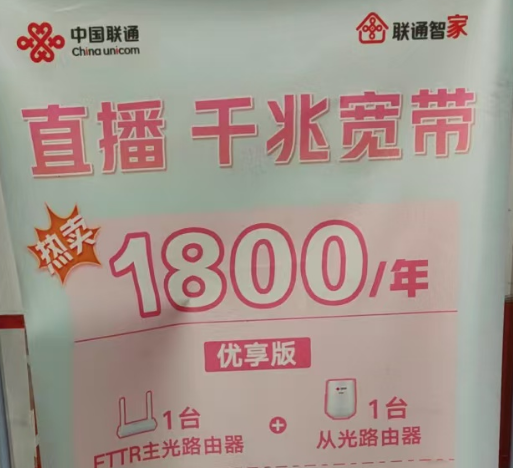 中国联通
China unicom
联通智家
直播 千兆宽带
热卖
1800/年
优享版
1台 + 1台
FTTR主光路由器 从光路由器